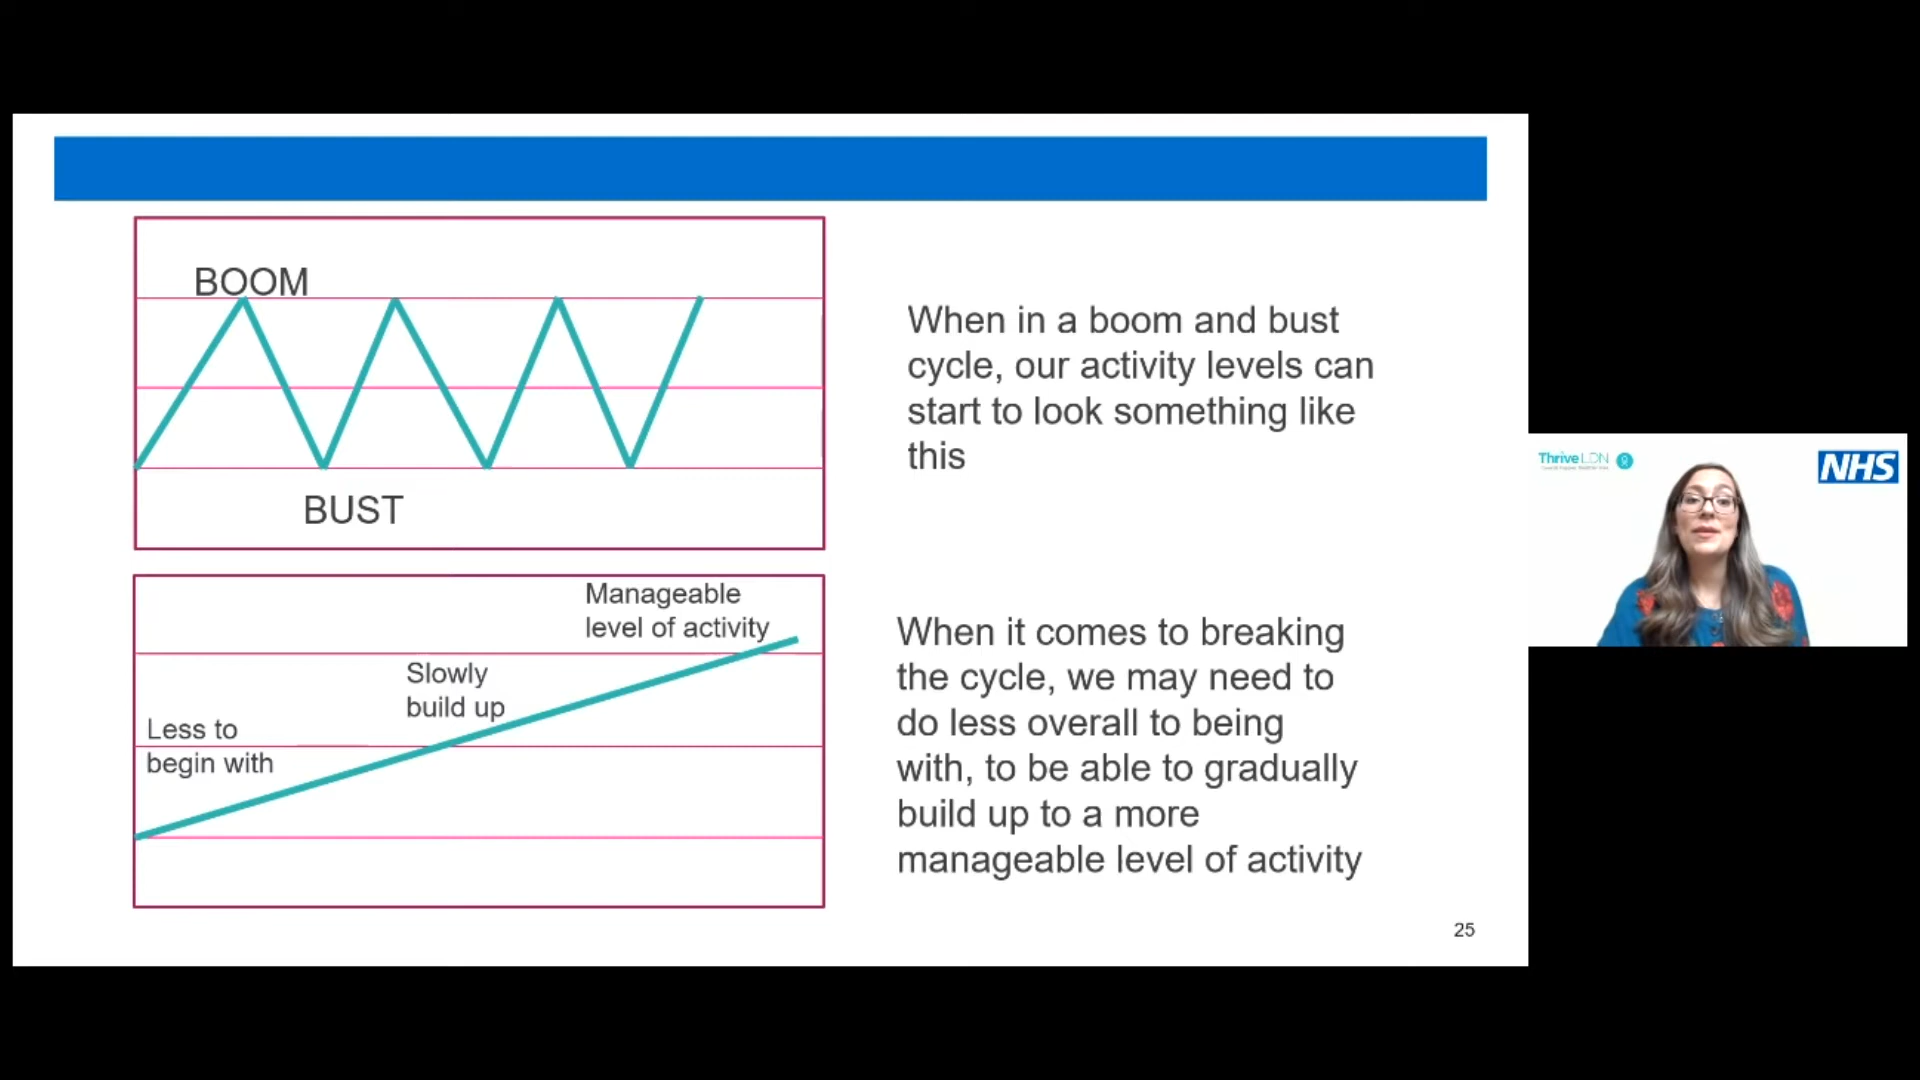 BOOM
BUST
When in a boom and bust
cycle, our activity levels can
start to look something like
this
Manageable
level of activity
Slowly
build up
Less to
begin with
When it comes to breaking
the cycle, we may need to
do less overall to being
with, to be able to gradually
build up to a more
manageable level of activity
25
Thrive LDN
NHS